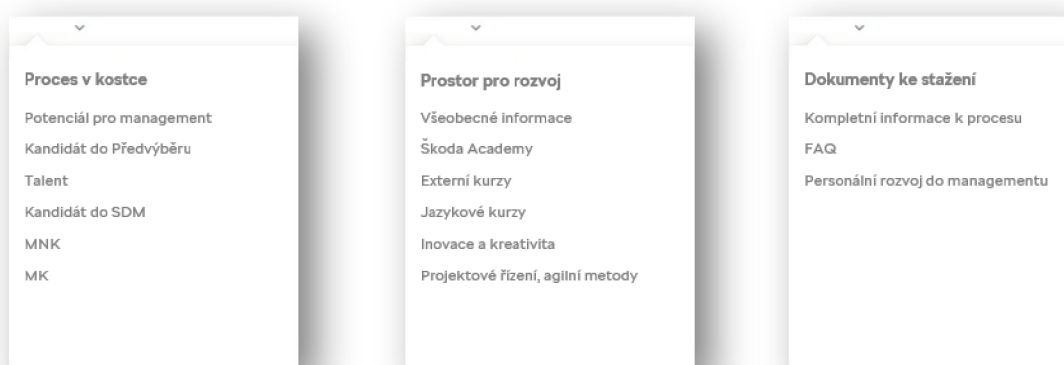 Proces v kostce
Potenciál pro management
Kandidát do Předvýběru
Talent
Kandidát do SDM
MNK
MK
Prostor pro rozvoj
Všeobecné informace
Škoda Academy
Externí kurzy
Jazykové kurzy
Inovace a kreativita
Projektové řízení, agilní metody
Dokumenty ke stažení
Kompletní informace k procesu
FAQ
Personální rozvoj do managementu